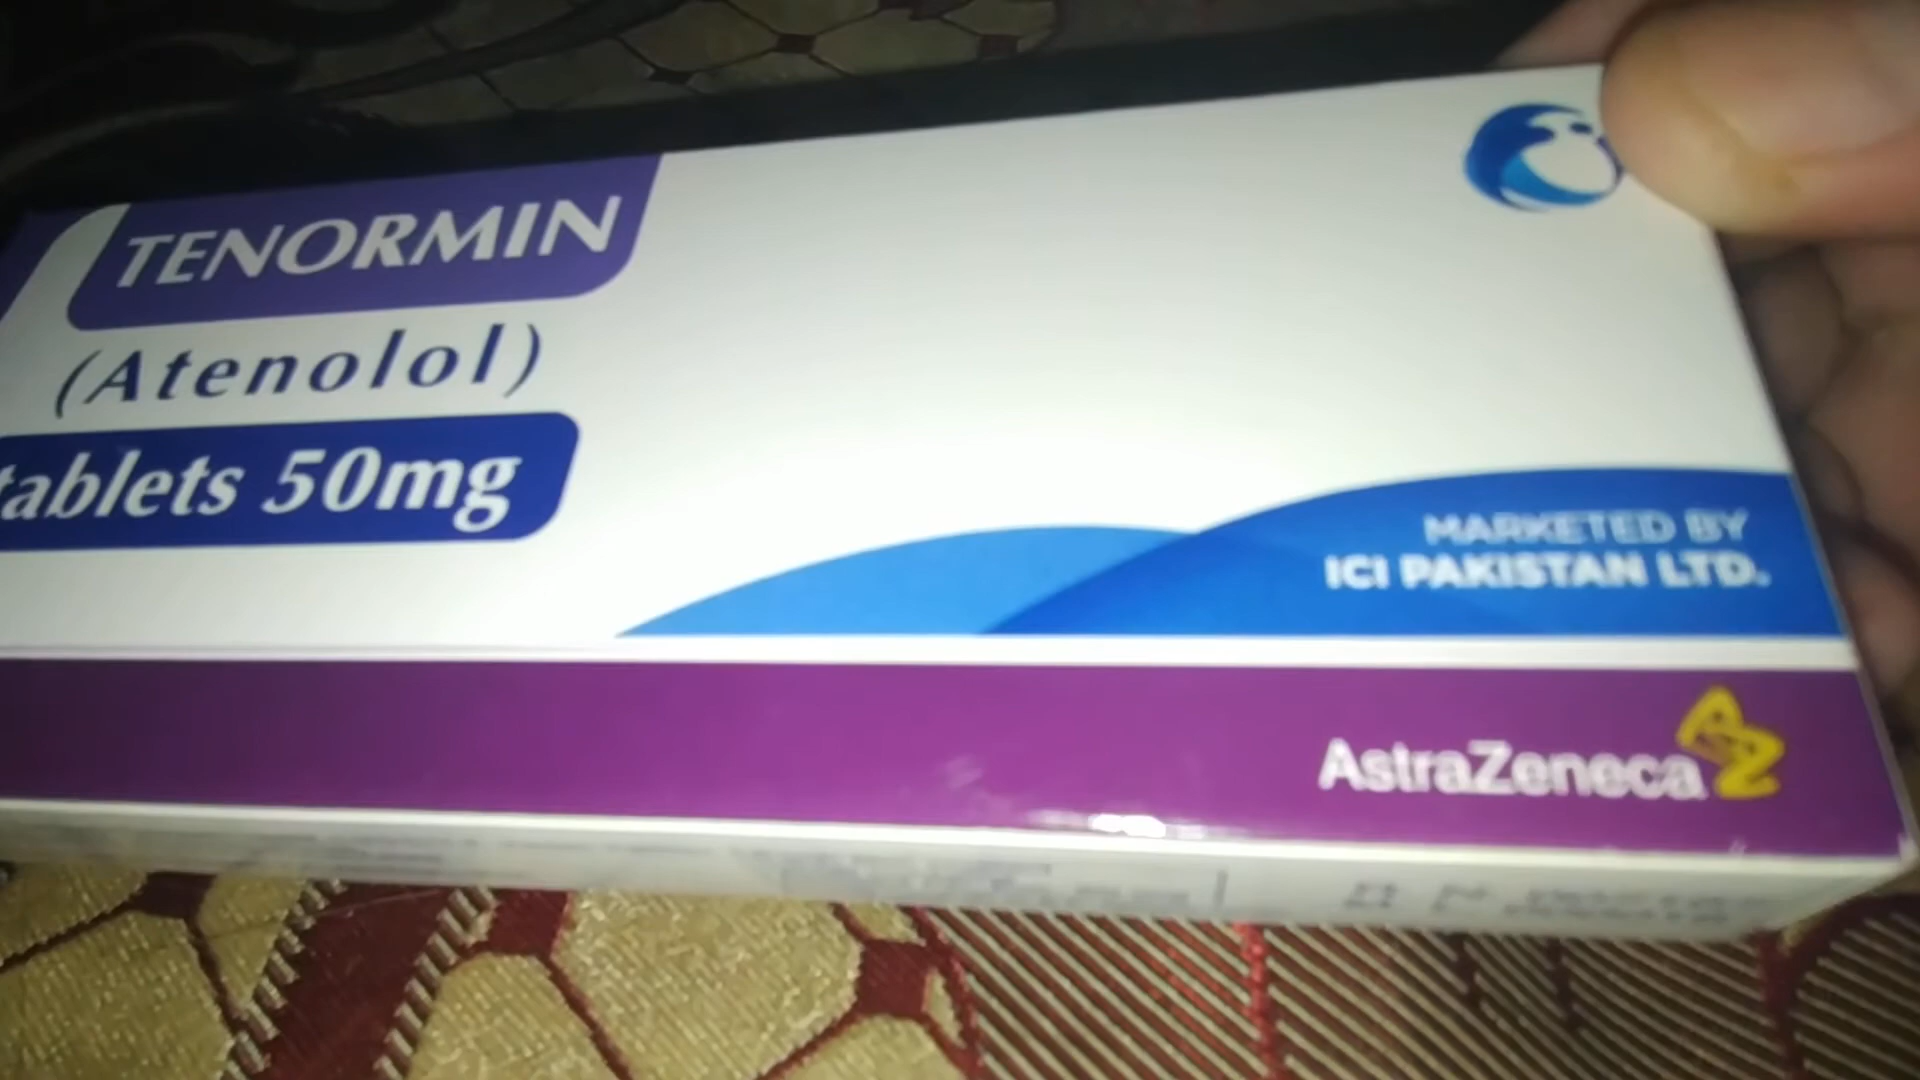 TENORMIN
(Atenolol)
tablets 50mg
MARKETED BY
ICI PAKISTAN LTD.
AstraZeneca